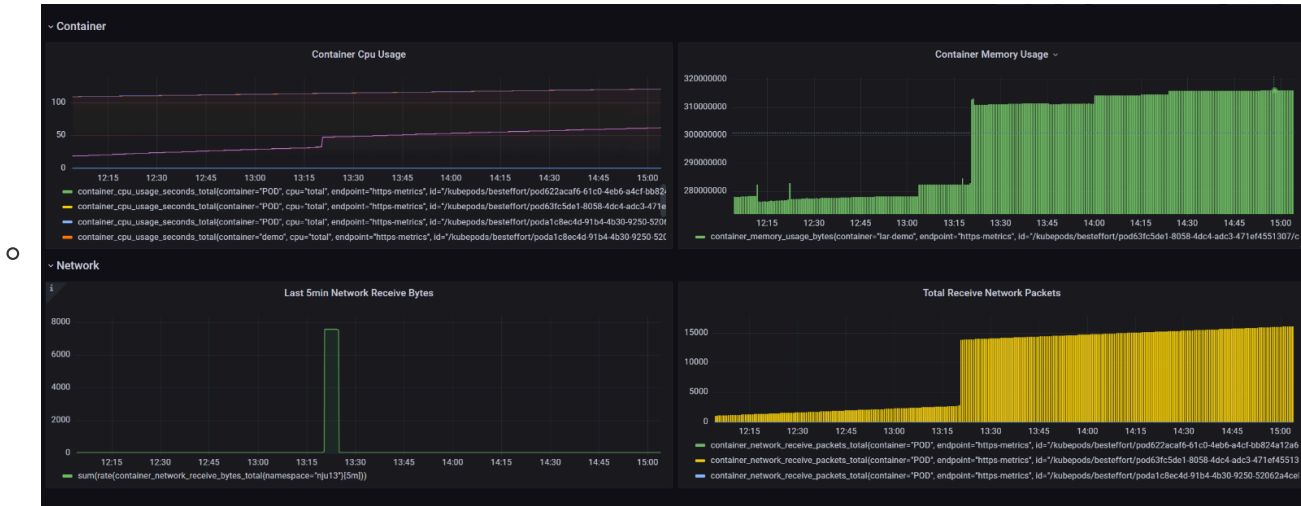 Container
Container Cpu Usage
100
50
0
12:15 12:30 12:45 13:00 13:15 13:30 13:45 14:00 14:15 14:30 14:45 15:00
container_cpu_usage_seconds_total{container="POD", cpu="total", endpoint="https-metrics", id="/kubepods/besteffort/pod622acaf6-61c0-4eb6-a4cf-bb824
container_cpu_usage_seconds_total{container="POD", cpu="total", endpoint="https-metrics", id="/kubepods/besteffort/pod63fc5de1-8058-4dc4-adc3-471e
container_cpu_usage_seconds_total{container="POD", cpu="total", endpoint="https-metrics", id="/kubepods/besteffort/poda1c8ec4d-91b4-4b30-9250-5206
container_cpu_usage_seconds_total{container="demo", cpu="total", endpoint="https-metrics", id="/kubepods/besteffort/poda1c8ec4d-91b4-4b30-9250-520
Container Memory Usage
320000000
310000000
300000000
290000000
280000000
12:15 12:30 12:45 13:00 13:15 13:30 13:45 14:00 14:15 14:30 14:45 15:00
container_memory_usage_bytes{container="lar-demo", endpoint="https-metrics", id="/kubepods/besteffort/pod63fc5de1-8058-4dc4-adc3-471ef4551307/c
Network
i
Last 5min Network Receive Bytes
8000
6000
4000
2000
0
12:15 12:30 12:45 13:00 13:15 13:30 13:45 14:00 14:15 14:30 14:45 15:00
sum(rate(container_network_receive_bytes_total{namespace="nju13"}[5m]))
Total Receive Network Packets
15000
10000
5000
0
12:15 12:30 12:45 13:00 13:15 13:30 13:45 14:00 14:15 14:30 14:45 15:00
container_network_receive_packets_total{container="POD", endpoint="https-metrics", id="/kubepods/besteffort/pod622acaf6-61c0-4eb6-a4cf-bb824a12a6
container_network_receive_packets_total{container="POD", endpoint="https-metrics", id="/kubepods/besteffort/pod63fc5de1-8058-4dc4-adc3-471ef45513
container_network_receive_packets_total{container="POD", endpoint="https-metrics", id="/kubepods/besteffort/poda1c8ec4d-91b4-4b30-9250-52062a4cel